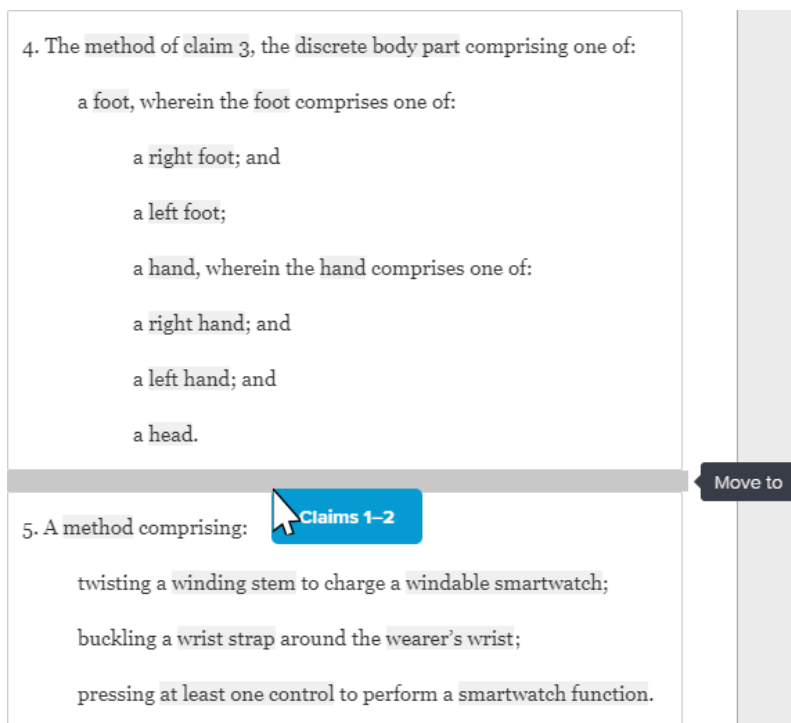 4. The method of claim 3, the discrete body part comprising one of:
a foot, wherein the foot comprises one of:
a right foot; and
a left foot;
a hand, wherein the hand comprises one of:
a right hand; and
a left hand; and
a head.
Move to
Claims 1–2
5. A method comprising:
twisting a winding stem to charge a windable smartwatch;
buckling a wrist strap around the wearer’s wrist;
pressing at least one control to perform a smartwatch function.